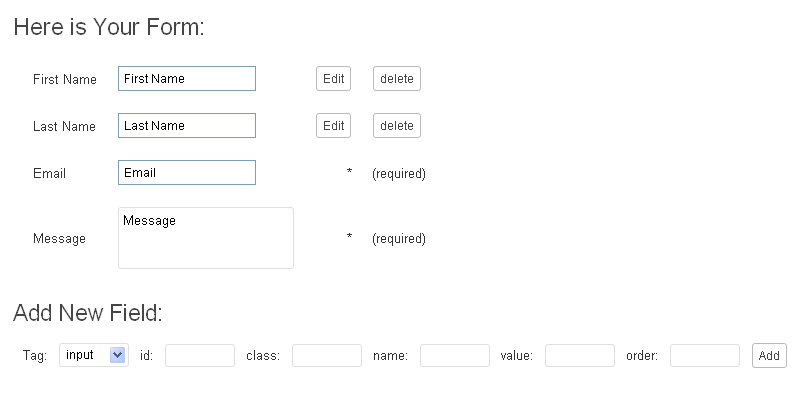 Here is Your Form:
First Name First Name Edit delete
Last Name Last Name Edit delete
Email Email * (required)
Message Message * (required)
Add New Field:
Tag: input id: class: name: value: order: Add